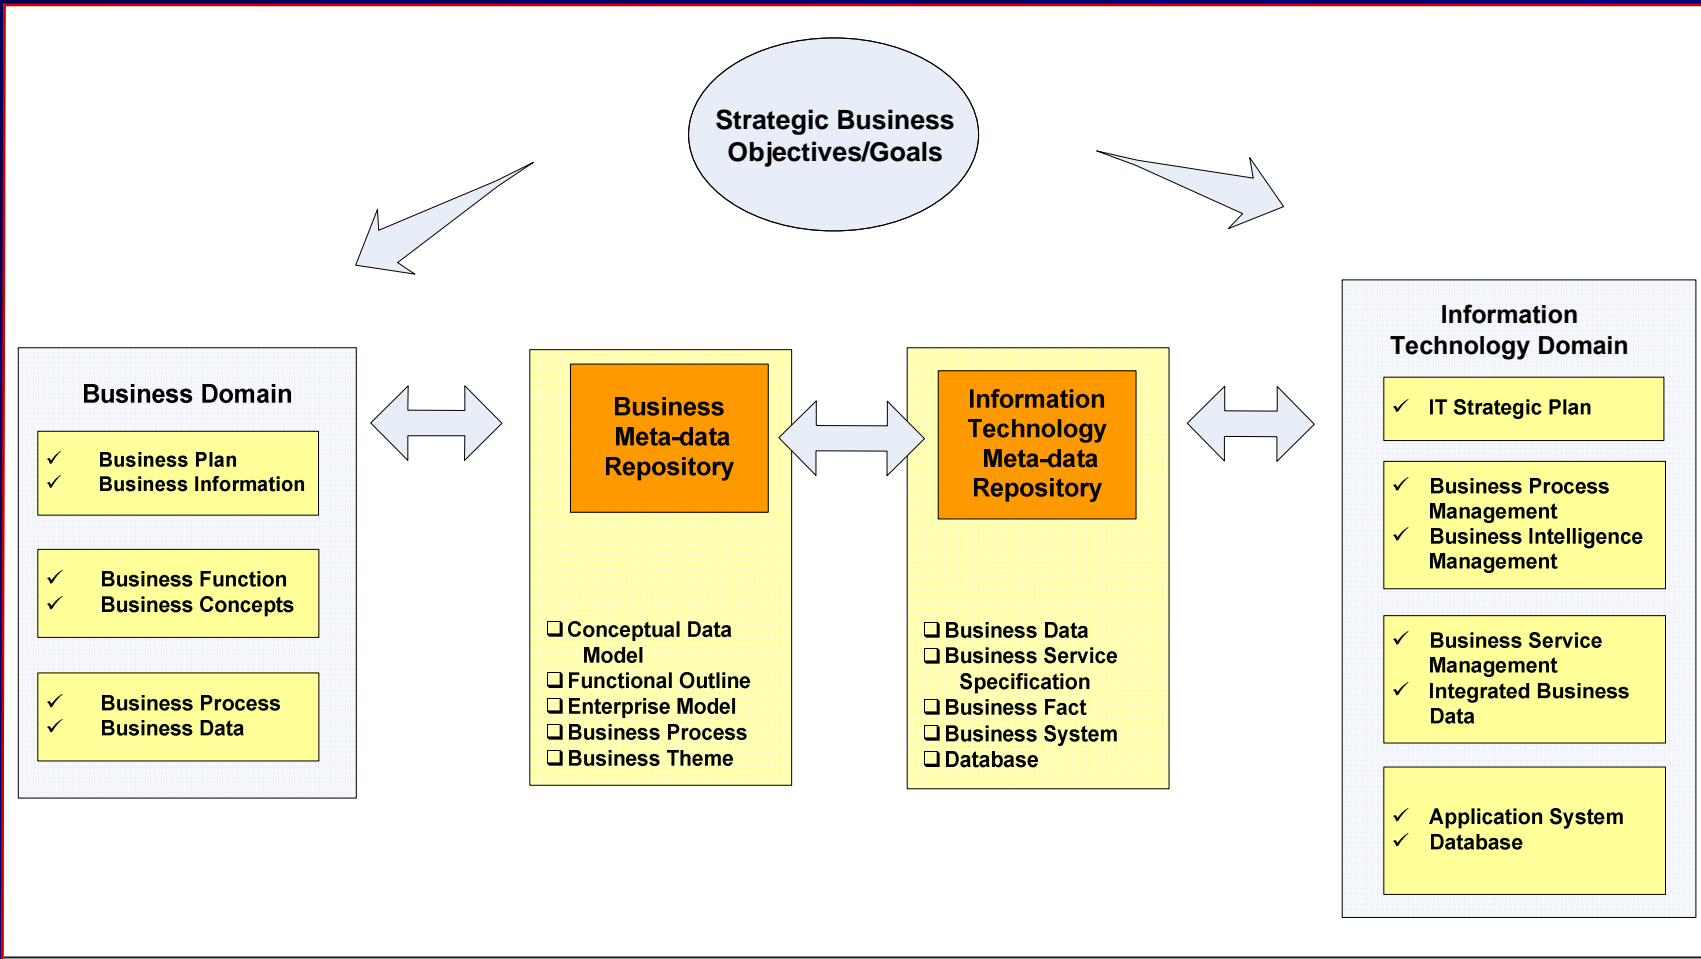 Strategic Business
Objectives/Goals
Business Domain
✓ Business Plan
✓ Business Information
✓ Business Function
✓ Business Concepts
✓ Business Process
✓ Business Data
Business
Meta-data
Repository
❑ Conceptual Data
Model
❑ Functional Outline
❑ Enterprise Model
❑ Business Process
❑ Business Theme
Information
Technology
Meta-data
Repository
❑ Business Data
❑ Business Service
Specification
❑ Business Fact
❑ Business System
❑ Database
Information
Technology Domain
✓ IT Strategic Plan
✓ Business Process
Management
✓ Business Intelligence
Management
✓ Business Service
Management
✓ Integrated Business
Data
✓ Application System
✓ Database